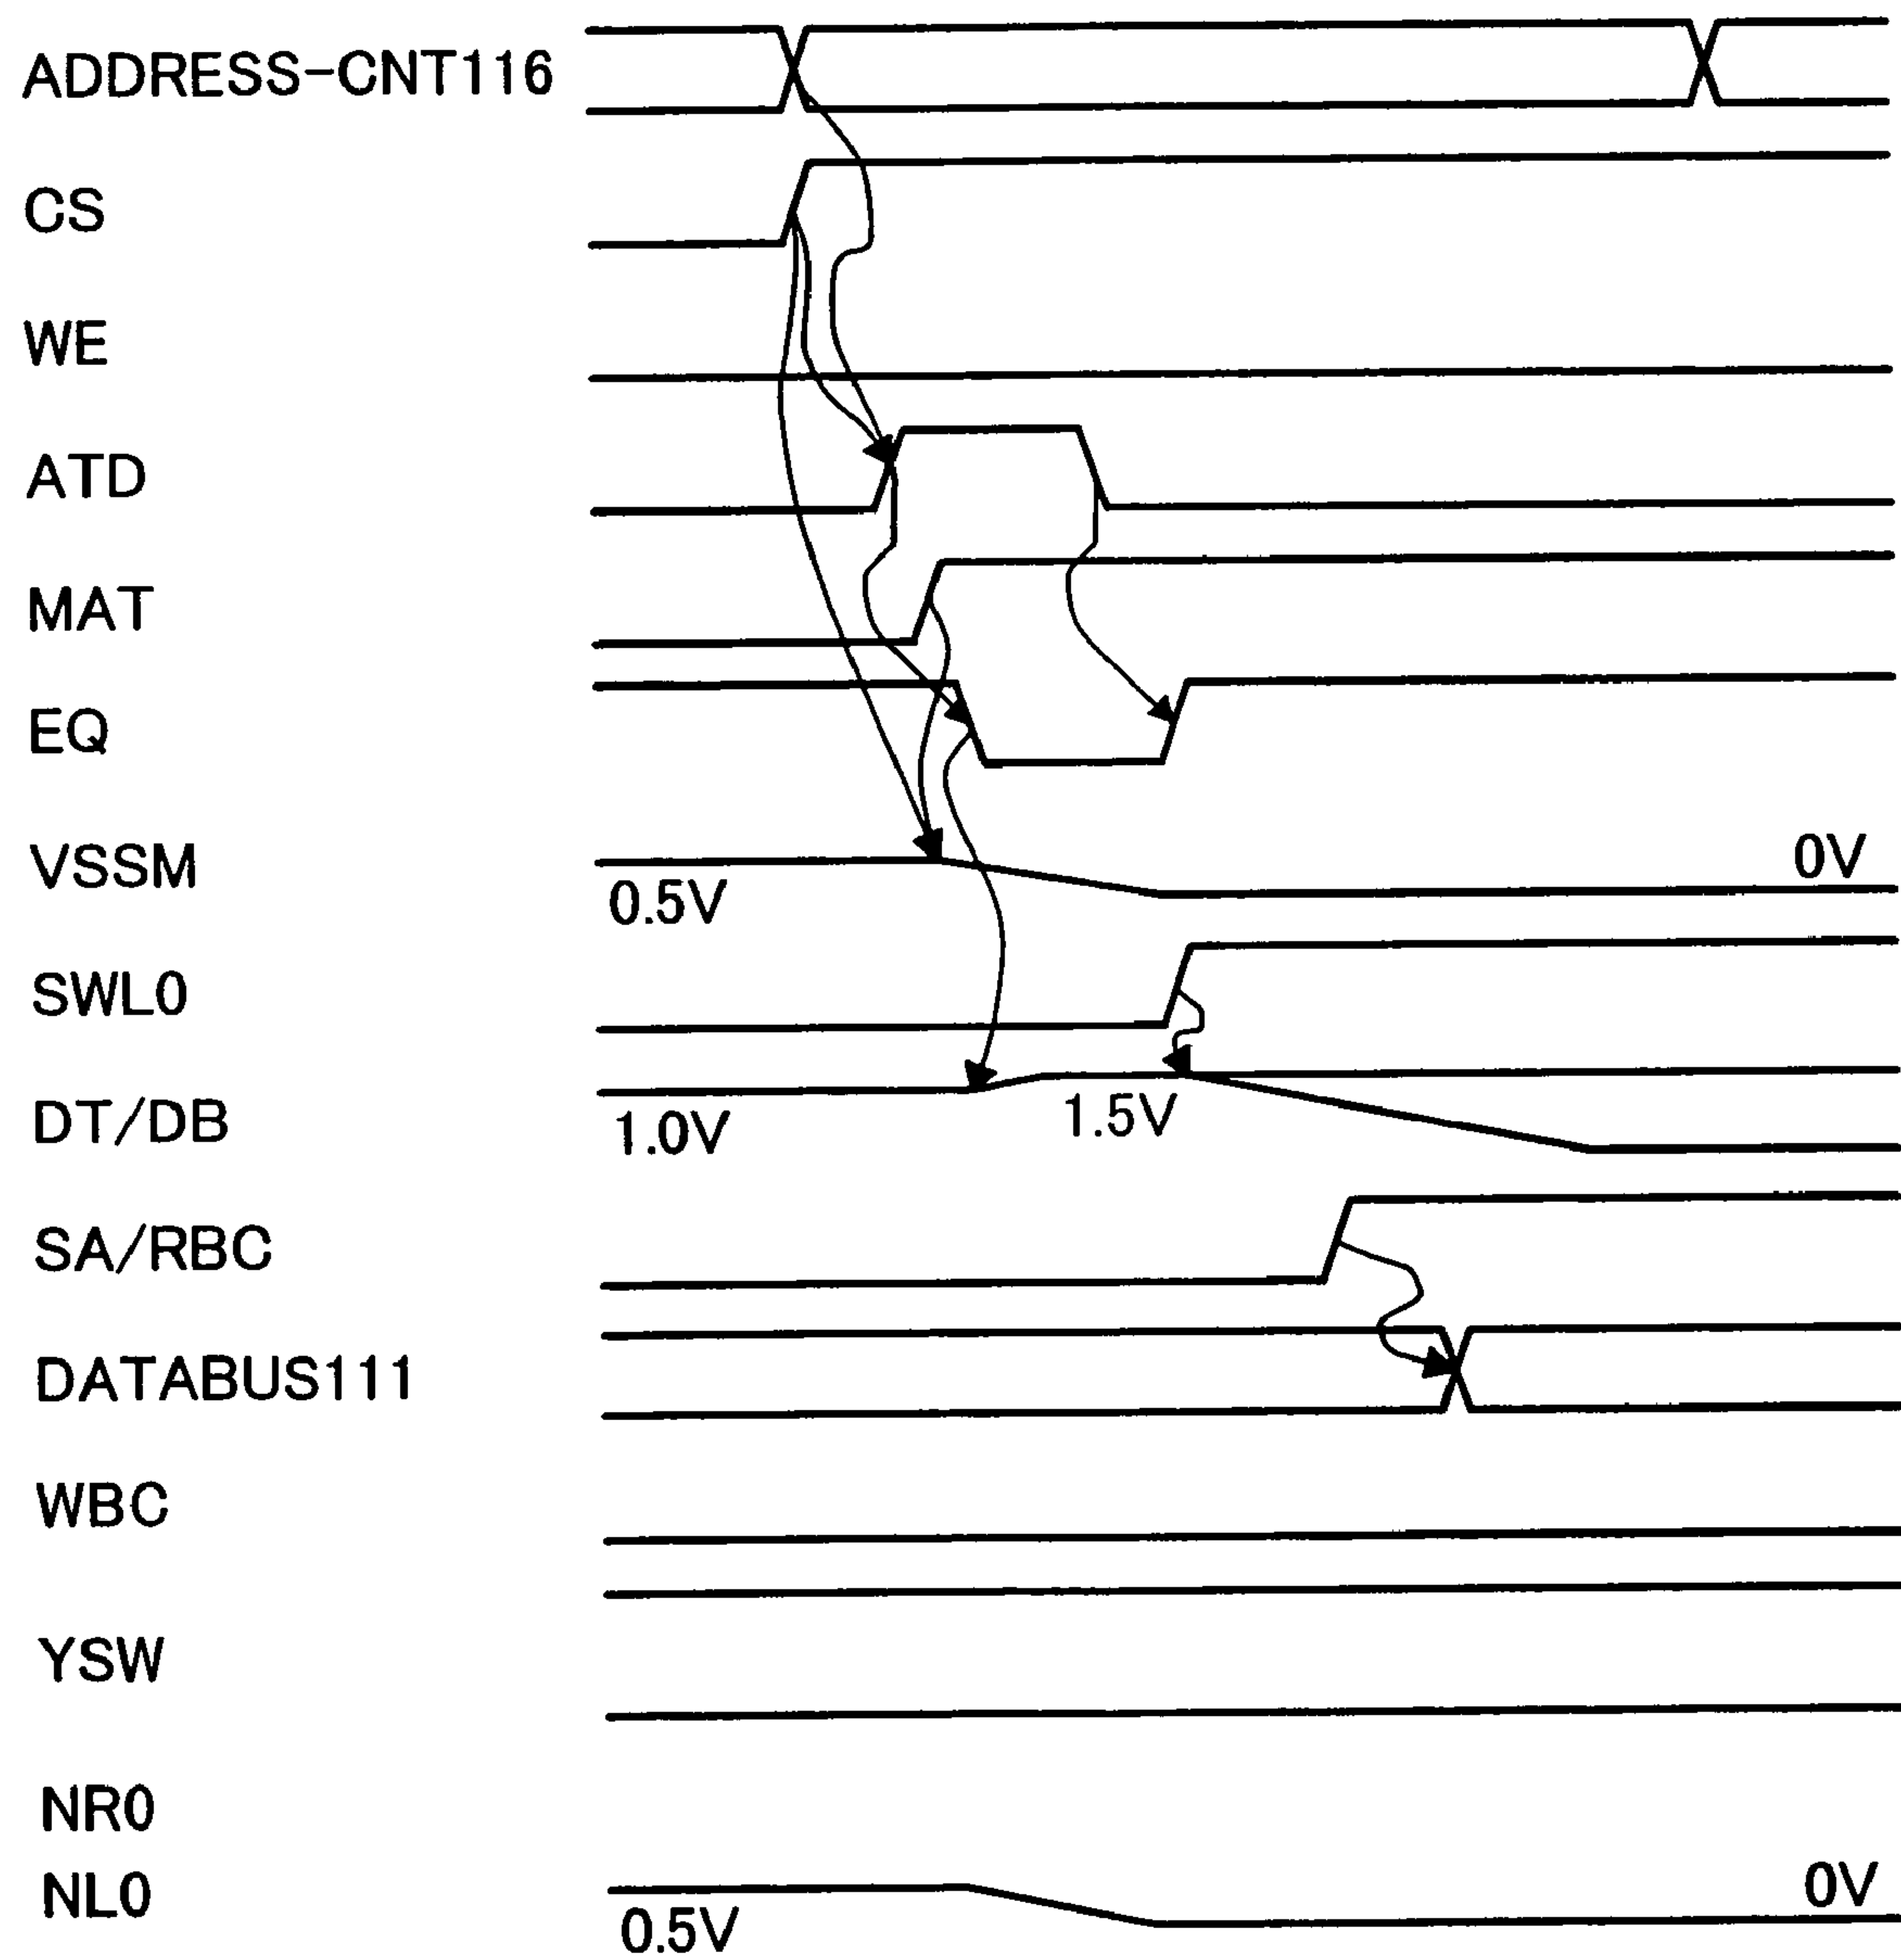 ADDRESS-CNT116
CS
WE
ATD
MAT
EQ
VSSM
0.5V
0V
SWL0
DT/DB
1.0V
1.5V
SA/RBC
DATABUS111
WBC
YSW
NR0
NL0
0.5V
0V